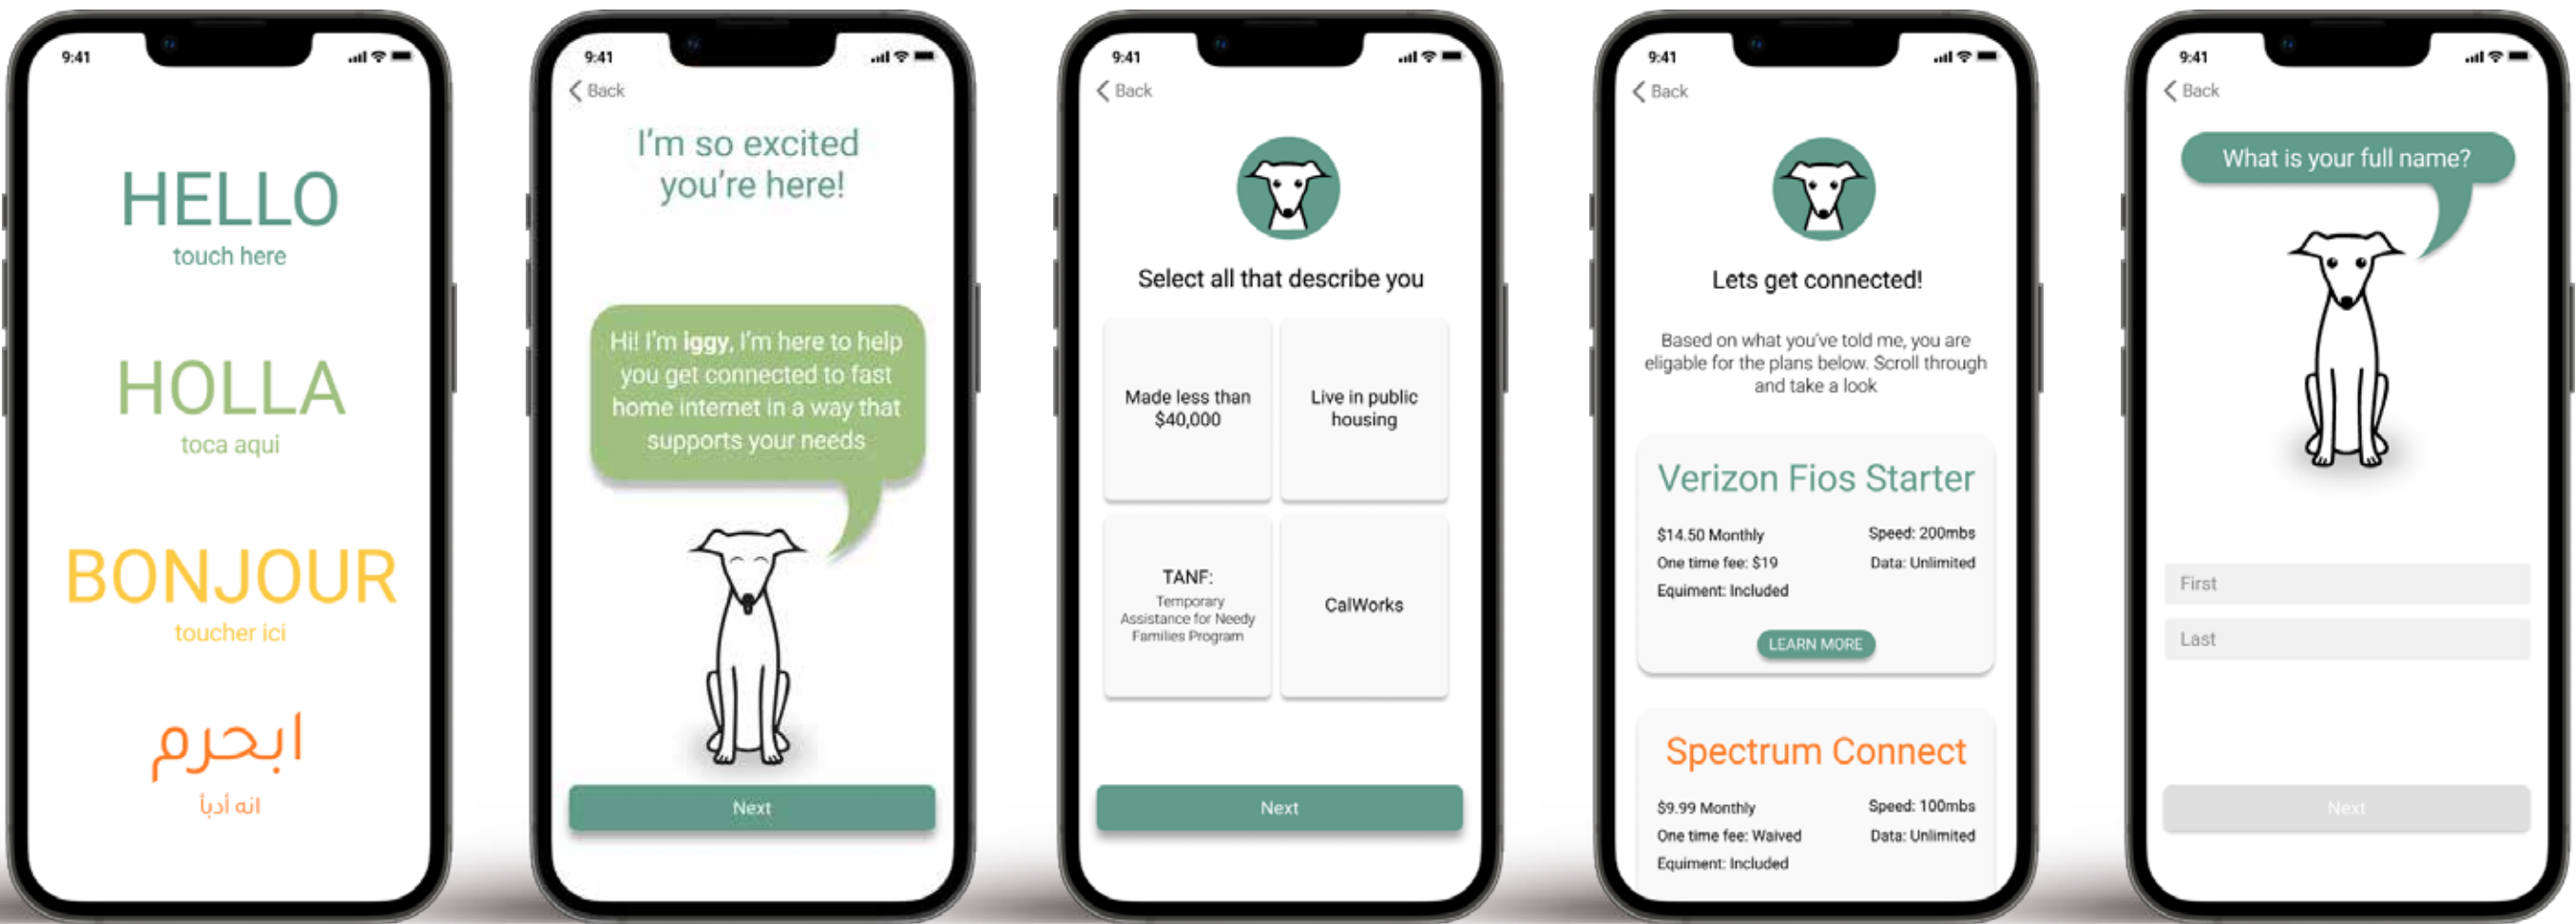 9:41
HELLO
touch here
HOLLA
toca aqui
BONJOUR
toucher ici
ابحرم
انه أدبأ
9:41
Back
I'm so excited
you're here!
Hi! I'm iggy, I'm here to help
you get connected to fast
home internet in a way that
supports your needs
Next
9:41
Back
Select all that describe you
Made less than
$40,000
Live in public
housing
TANF:
Temporary
Assistance for Needy
Families Program
CalWorks
Next
9:41
Back
Lets get connected!
Based on what you've told me, you are
eligable for the plans below. Scroll through
and take a look
Verizon Fios Starter
$14.50 Monthly
Speed: 200mbs
One time fee: $19
Data: Unlimited
Equiment: Included
LEARN MORE
Spectrum Connect
$9.99 Monthly
Speed: 100mbs
One time fee: Waived
Data: Unlimited
Equiment: Included
9:41
Back
What is your full name?
First
Last
Next